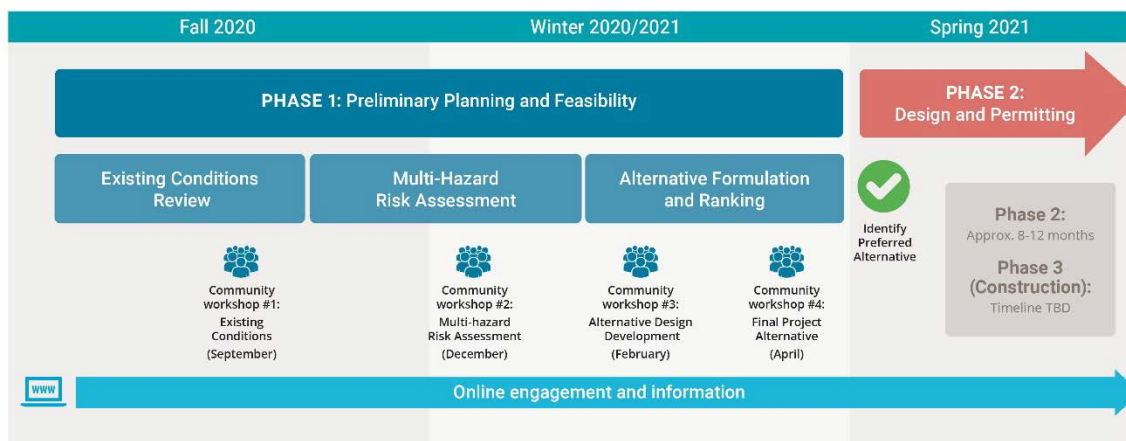 Fall 2020
Winter 2020/2021
Spring 2021
PHASE 1: Preliminary Planning and Feasibility
PHASE 2:
Design and Permitting
Existing Conditions
Review
Multi-Hazard
Risk Assessment
Alternative Formulation
and Ranking
Identify
Preferred
Alternative
Phase 2:
Approx. 8-12 months
Phase 3
(Construction):
Timeline TBD
Community
workshop #1:
Existing
Conditions
(September)
Community
workshop #2:
Multi-hazard
Risk Assessment
(December)
Community
workshop #3:
Alternative Design
Development
(February)
Community
workshop #4:
Final Project
Alternative
(April)
www
Online engagement and information